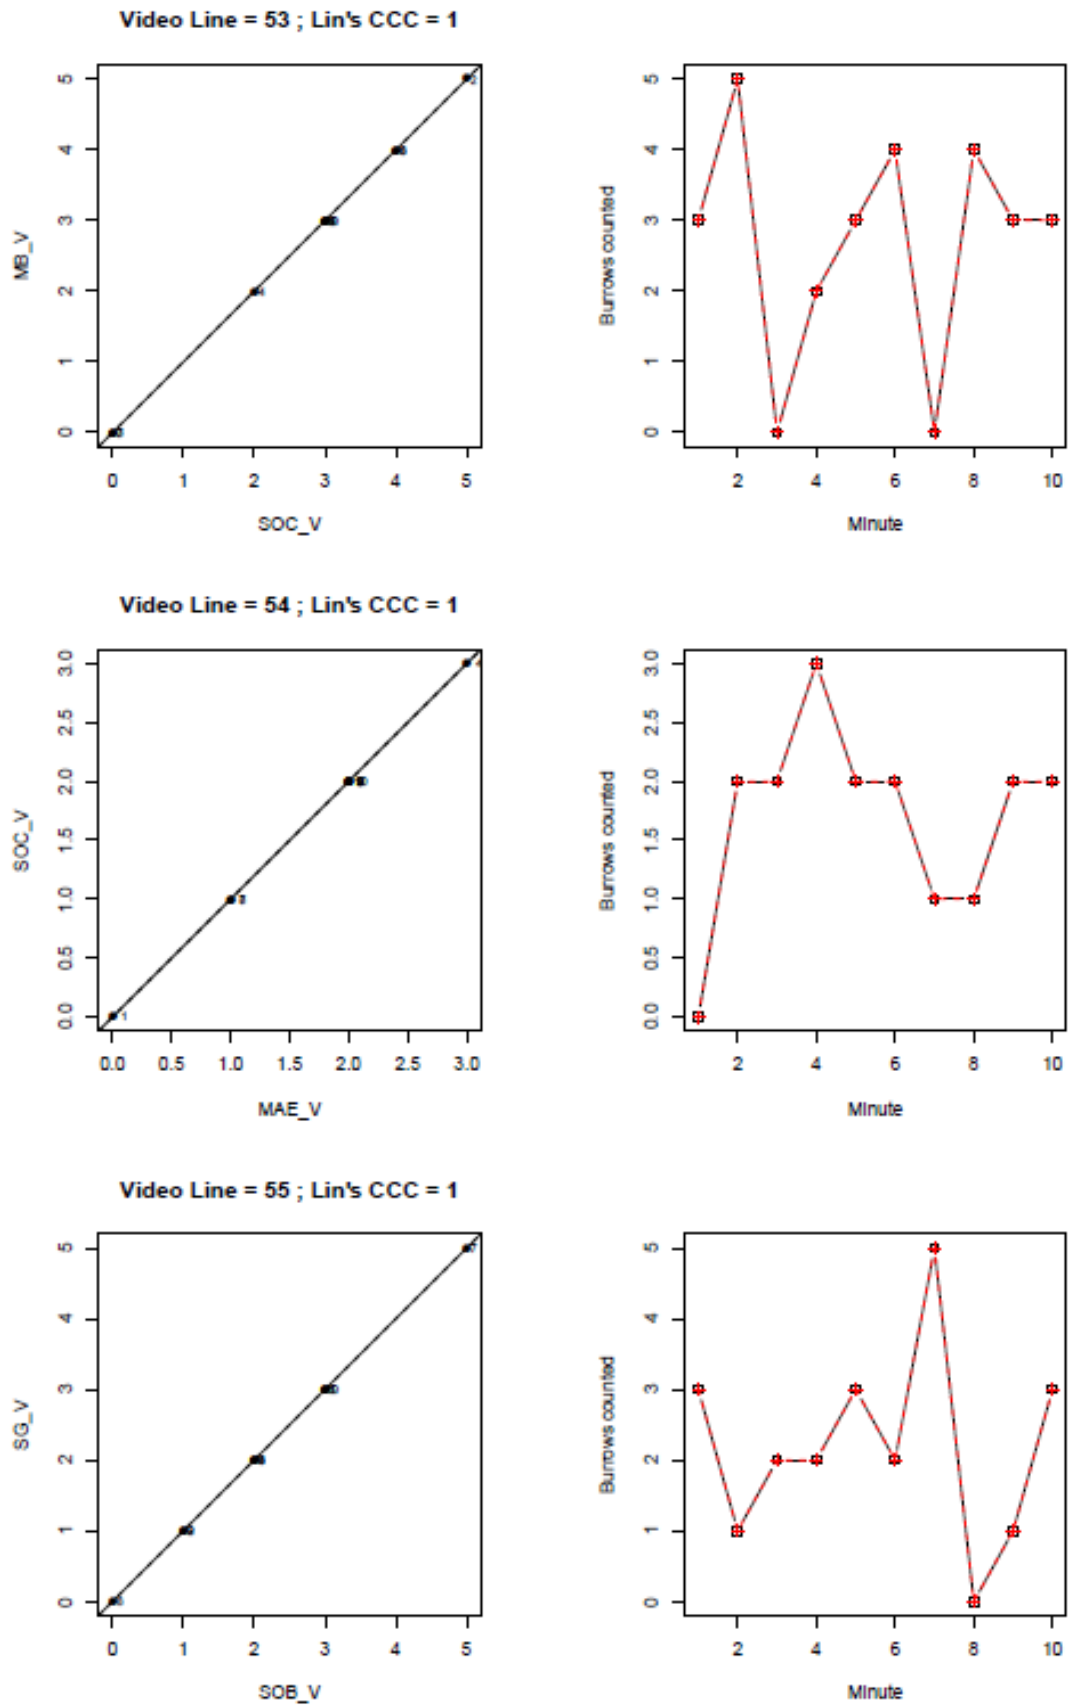 Video Line = 53 ; Lin's CCC = 1
MB_V
5
4
3
2
1
0
0 1 2 3 4 5
SOC_V
Burrows counted
5
4
3
2
1
0
2 4 6 8 10
Minute
Video Line = 54 ; Lin's CCC = 1
SOC_V
3.0
2.5
2.0
1.5
1.0
0.5
0.0
1
0.0 0.5 1.0 1.5 2.0 2.5 3.0
MAE_V
Burrows counted
3.0
2.5
2.0
1.5
1.0
0.5
0.0
2 4 6 8 10
Minute
Video Line = 55 ; Lin's CCC = 1
SG_V
5
4
3
2
1
0
0 1 2 3 4 5
SOB_V
Burrows counted
5
4
3
2
1
0
2 4 6 8 10
Minute